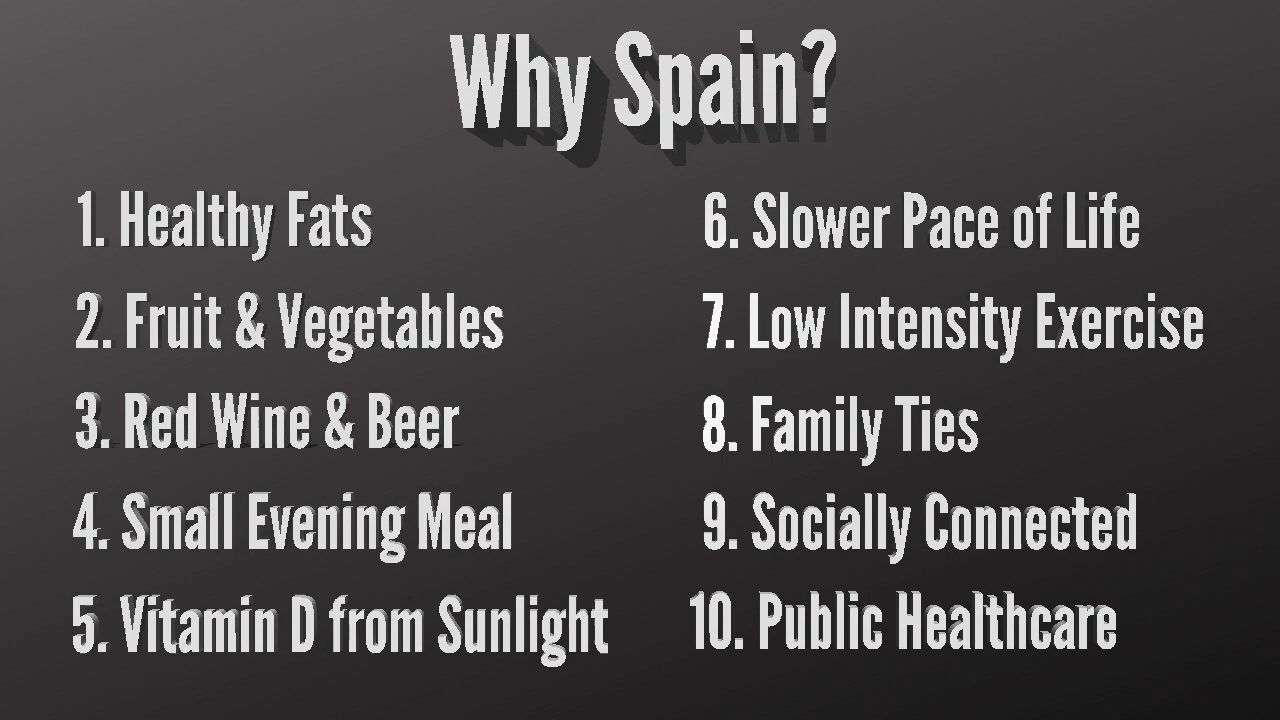 Why Spain?
1. Healthy Fats
2. Fruit & Vegetables
3. Red Wine & Beer
4. Small Evening Meal
5. Vitamin D from Sunlight
6. Slower Pace of Life
7. Low Intensity Exercise
8. Family Ties
9. Socially Connected
10. Public Healthcare